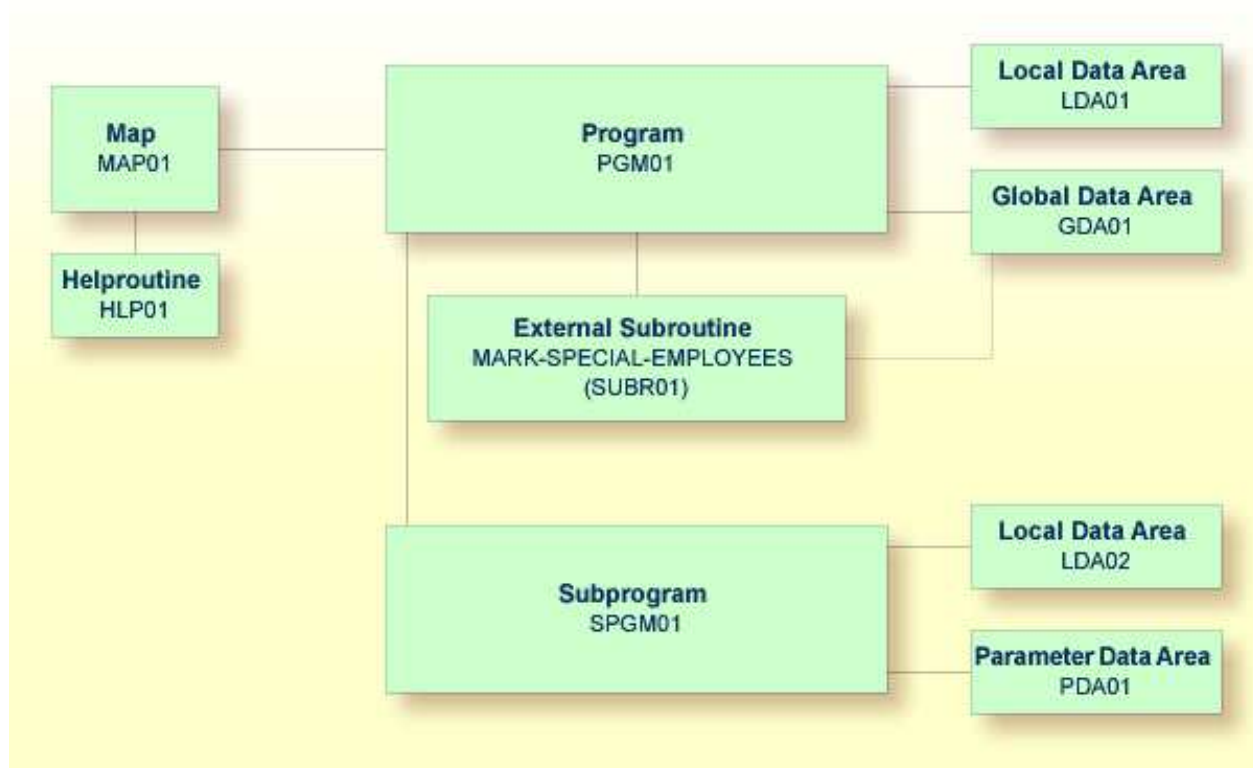 Map
MAP01
Helproutine
HLP01
Program
PGM01
Local Data Area
LDA01
Global Data Area
GDA01
External Subroutine
MARK-SPECIAL-EMPLOYEES
(SUBR01)
Subprogram
SPGM01
Local Data Area
LDA02
Parameter Data Area
PDA01